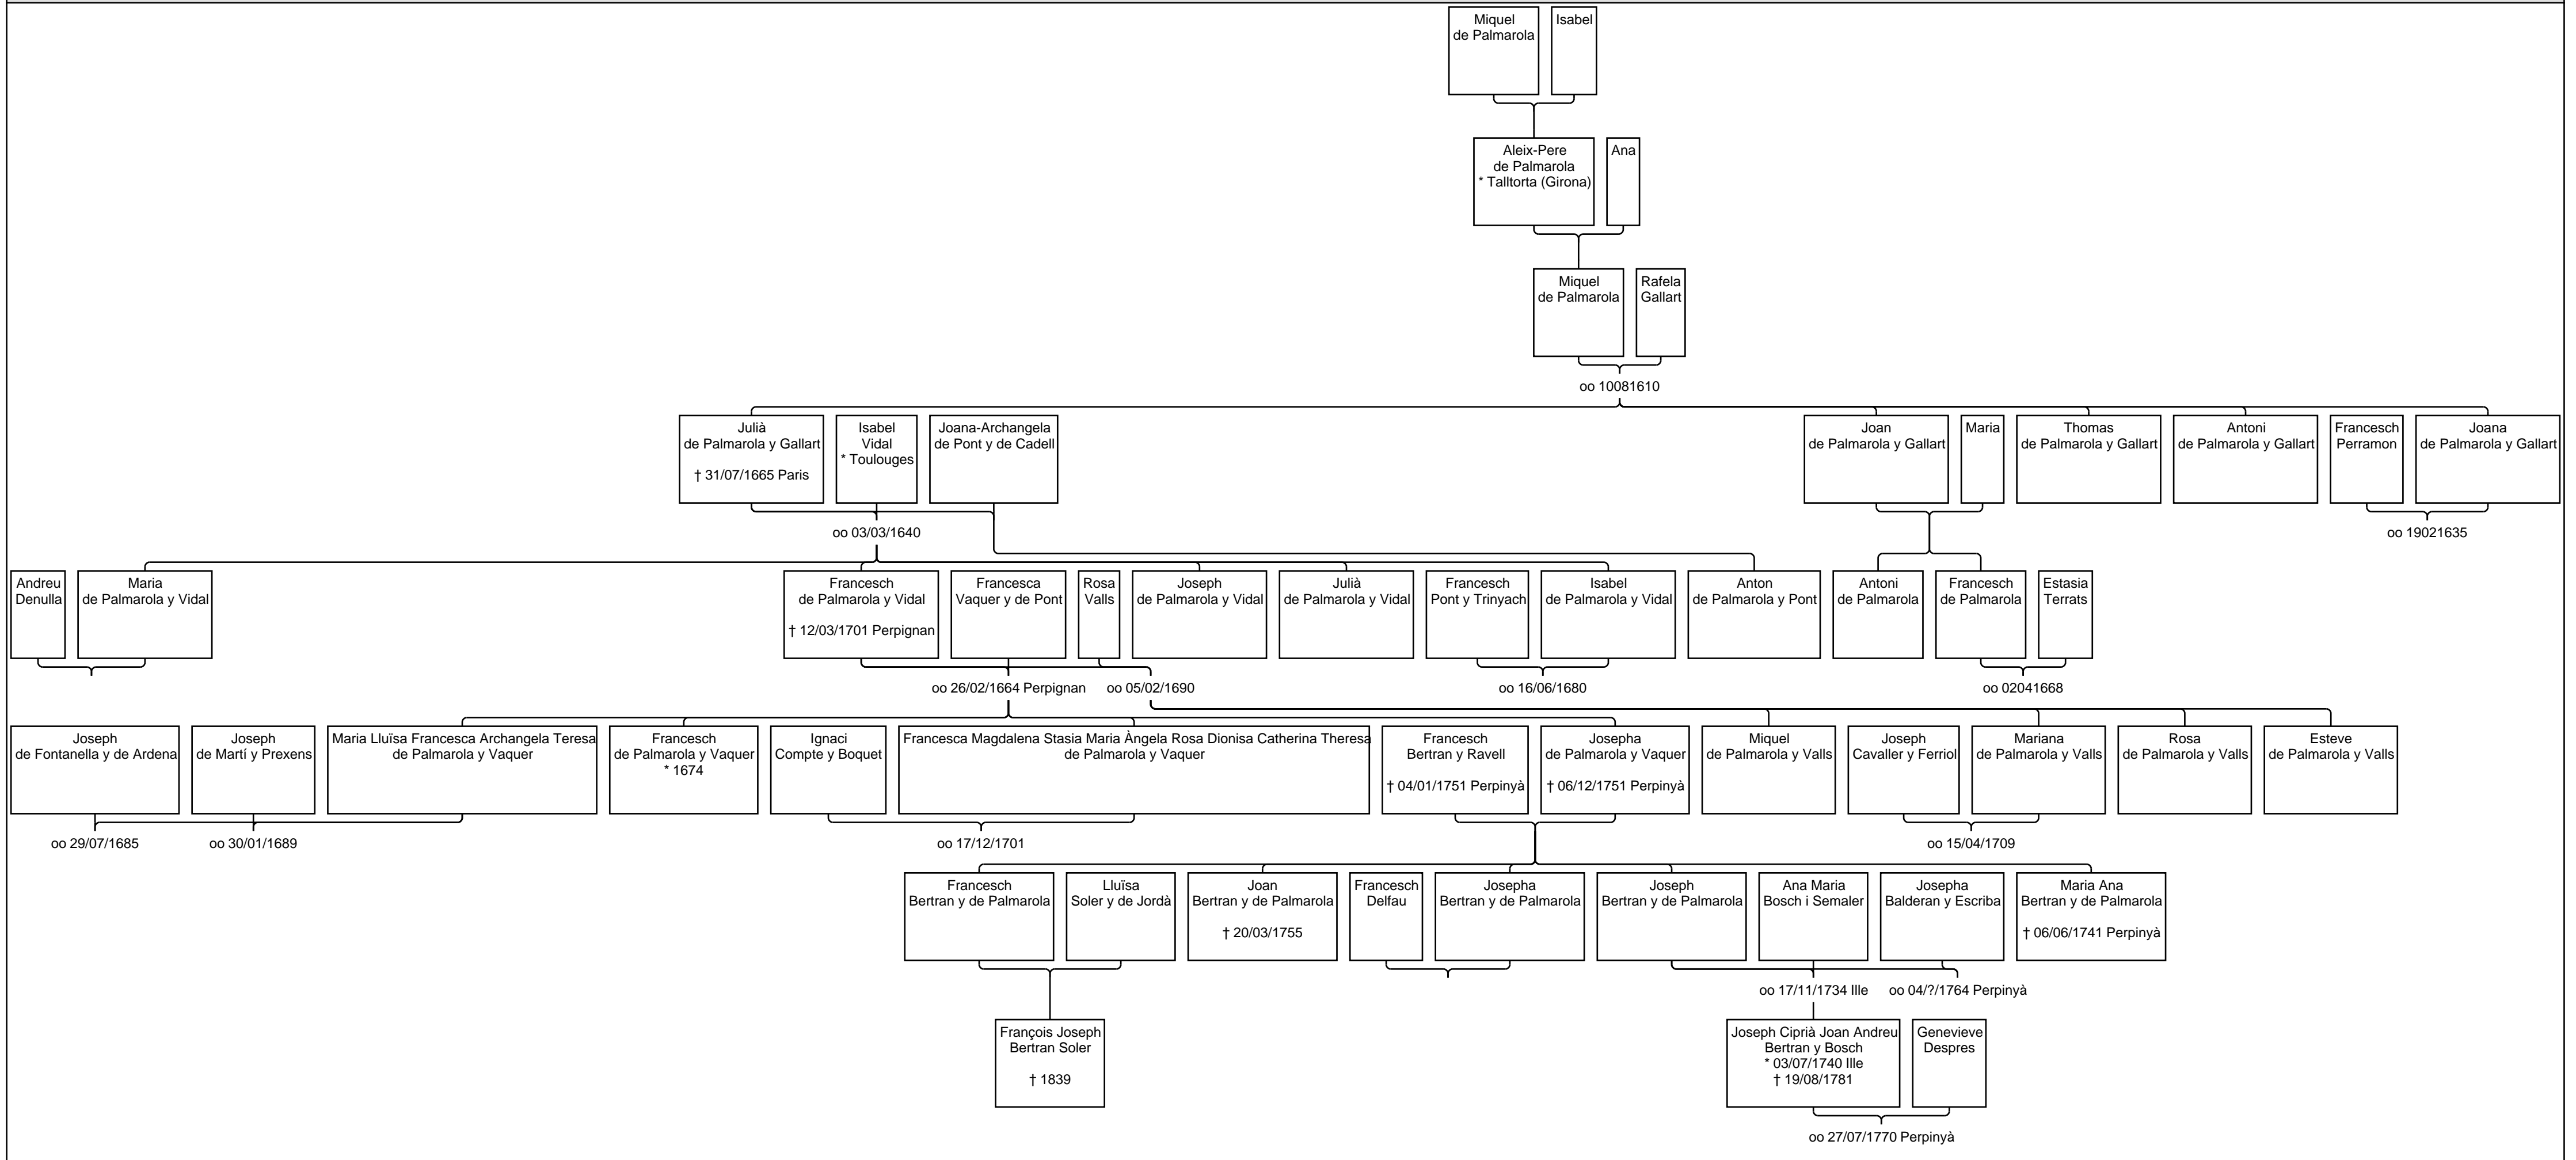 Miquel
de Palmarola
Isabel
Aleix-Pere
de Palmarola
* Talltorta (Girona)
Ana
Miquel
de Palmarola
Rafela
Gallart
oo 10081610
Julià
de Palmarola y Gallart
† 31/07/1665 Paris
Isabel
Vidal
* Toulouges
Joana-Archangela
de Pont y de Cadell
Joan
de Palmarola y Gallart
Maria
Thomas
de Palmarola y Gallart
Antoni
de Palmarola y Gallart
Francesch
Perramon
Joana
de Palmarola y Gallart
oo 03/03/1640
oo 19021635
Andreu
Denulla
Maria
de Palmarola y Vidal
Francesch
de Palmarola y Vidal
† 12/03/1701 Perpignan
Francesca
Vaquer y de Pont
Rosa
Valls
Joseph
de Palmarola y Vidal
Julià
de Palmarola y Vidal
Francesch
Pont y Trinyach
Isabel
de Palmarola y Vidal
Anton
de Palmarola y Pont
Antoni
de Palmarola
Francesch
de Palmarola
Estasia
Terrats
oo 26/02/1664 Perpignan
oo 05/02/1690
oo 16/06/1680
oo 02041668
Joseph
de Fontanella y de Ardena
Joseph
de Martí y Prexens
Maria Lluïsa Francesca Archangela Teresa
de Palmarola y Vaquer
Francesch
de Palmarola y Vaquer
* 1674
Ignaci
Compte y Boquet
Francesca Magdalena Stasia Maria Àngela Rosa Dionisa Catherina Theresa
de Palmarola y Vaquer
Francesch
Bertran y Ravell
† 04/01/1751 Perpinyà
Josepha
de Palmarola y Vaquer
† 06/12/1751 Perpinyà
Miquel
de Palmarola y Valls
Joseph
Cavaller y Ferriol
Mariana
de Palmarola y Valls
Rosa
de Palmarola y Valls
Esteve
de Palmarola y Valls
oo 29/07/1685
oo 30/01/1689
oo 17/12/1701
oo 15/04/1709
Francesch
Bertran y de Palmarola
Lluïsa
Soler y de Jordà
Joan
Bertran y de Palmarola
† 20/03/1755
Francesch
Delfau
Josepha
Bertran y de Palmarola
Joseph
Bertran y de Palmarola
Ana Maria
Bosch i Semaler
Josepha
Balderan y Escriba
Maria Ana
Bertran y de Palmarola
† 06/06/1741 Perpinyà
oo 17/11/1734 Ille
oo 04/?/1764 Perpinyà
François Joseph
Bertran Soler
† 1839
Joseph Ciprià Joan Andreu
Bertran y Bosch
* 03/07/1740 Ille
† 19/08/1781
Genevieve
Despres
oo 27/07/1770 Perpinyà